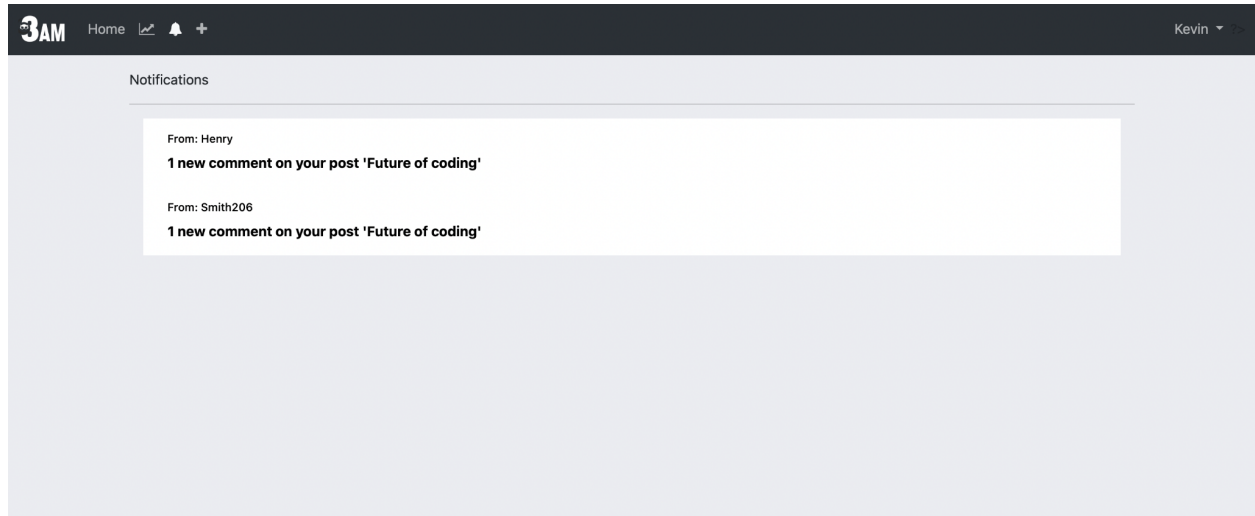 3AM Home Kevin ?>
Notifications
From: Henry
1 new comment on your post 'Future of coding'
From: Smith206
1 new comment on your post 'Future of coding'